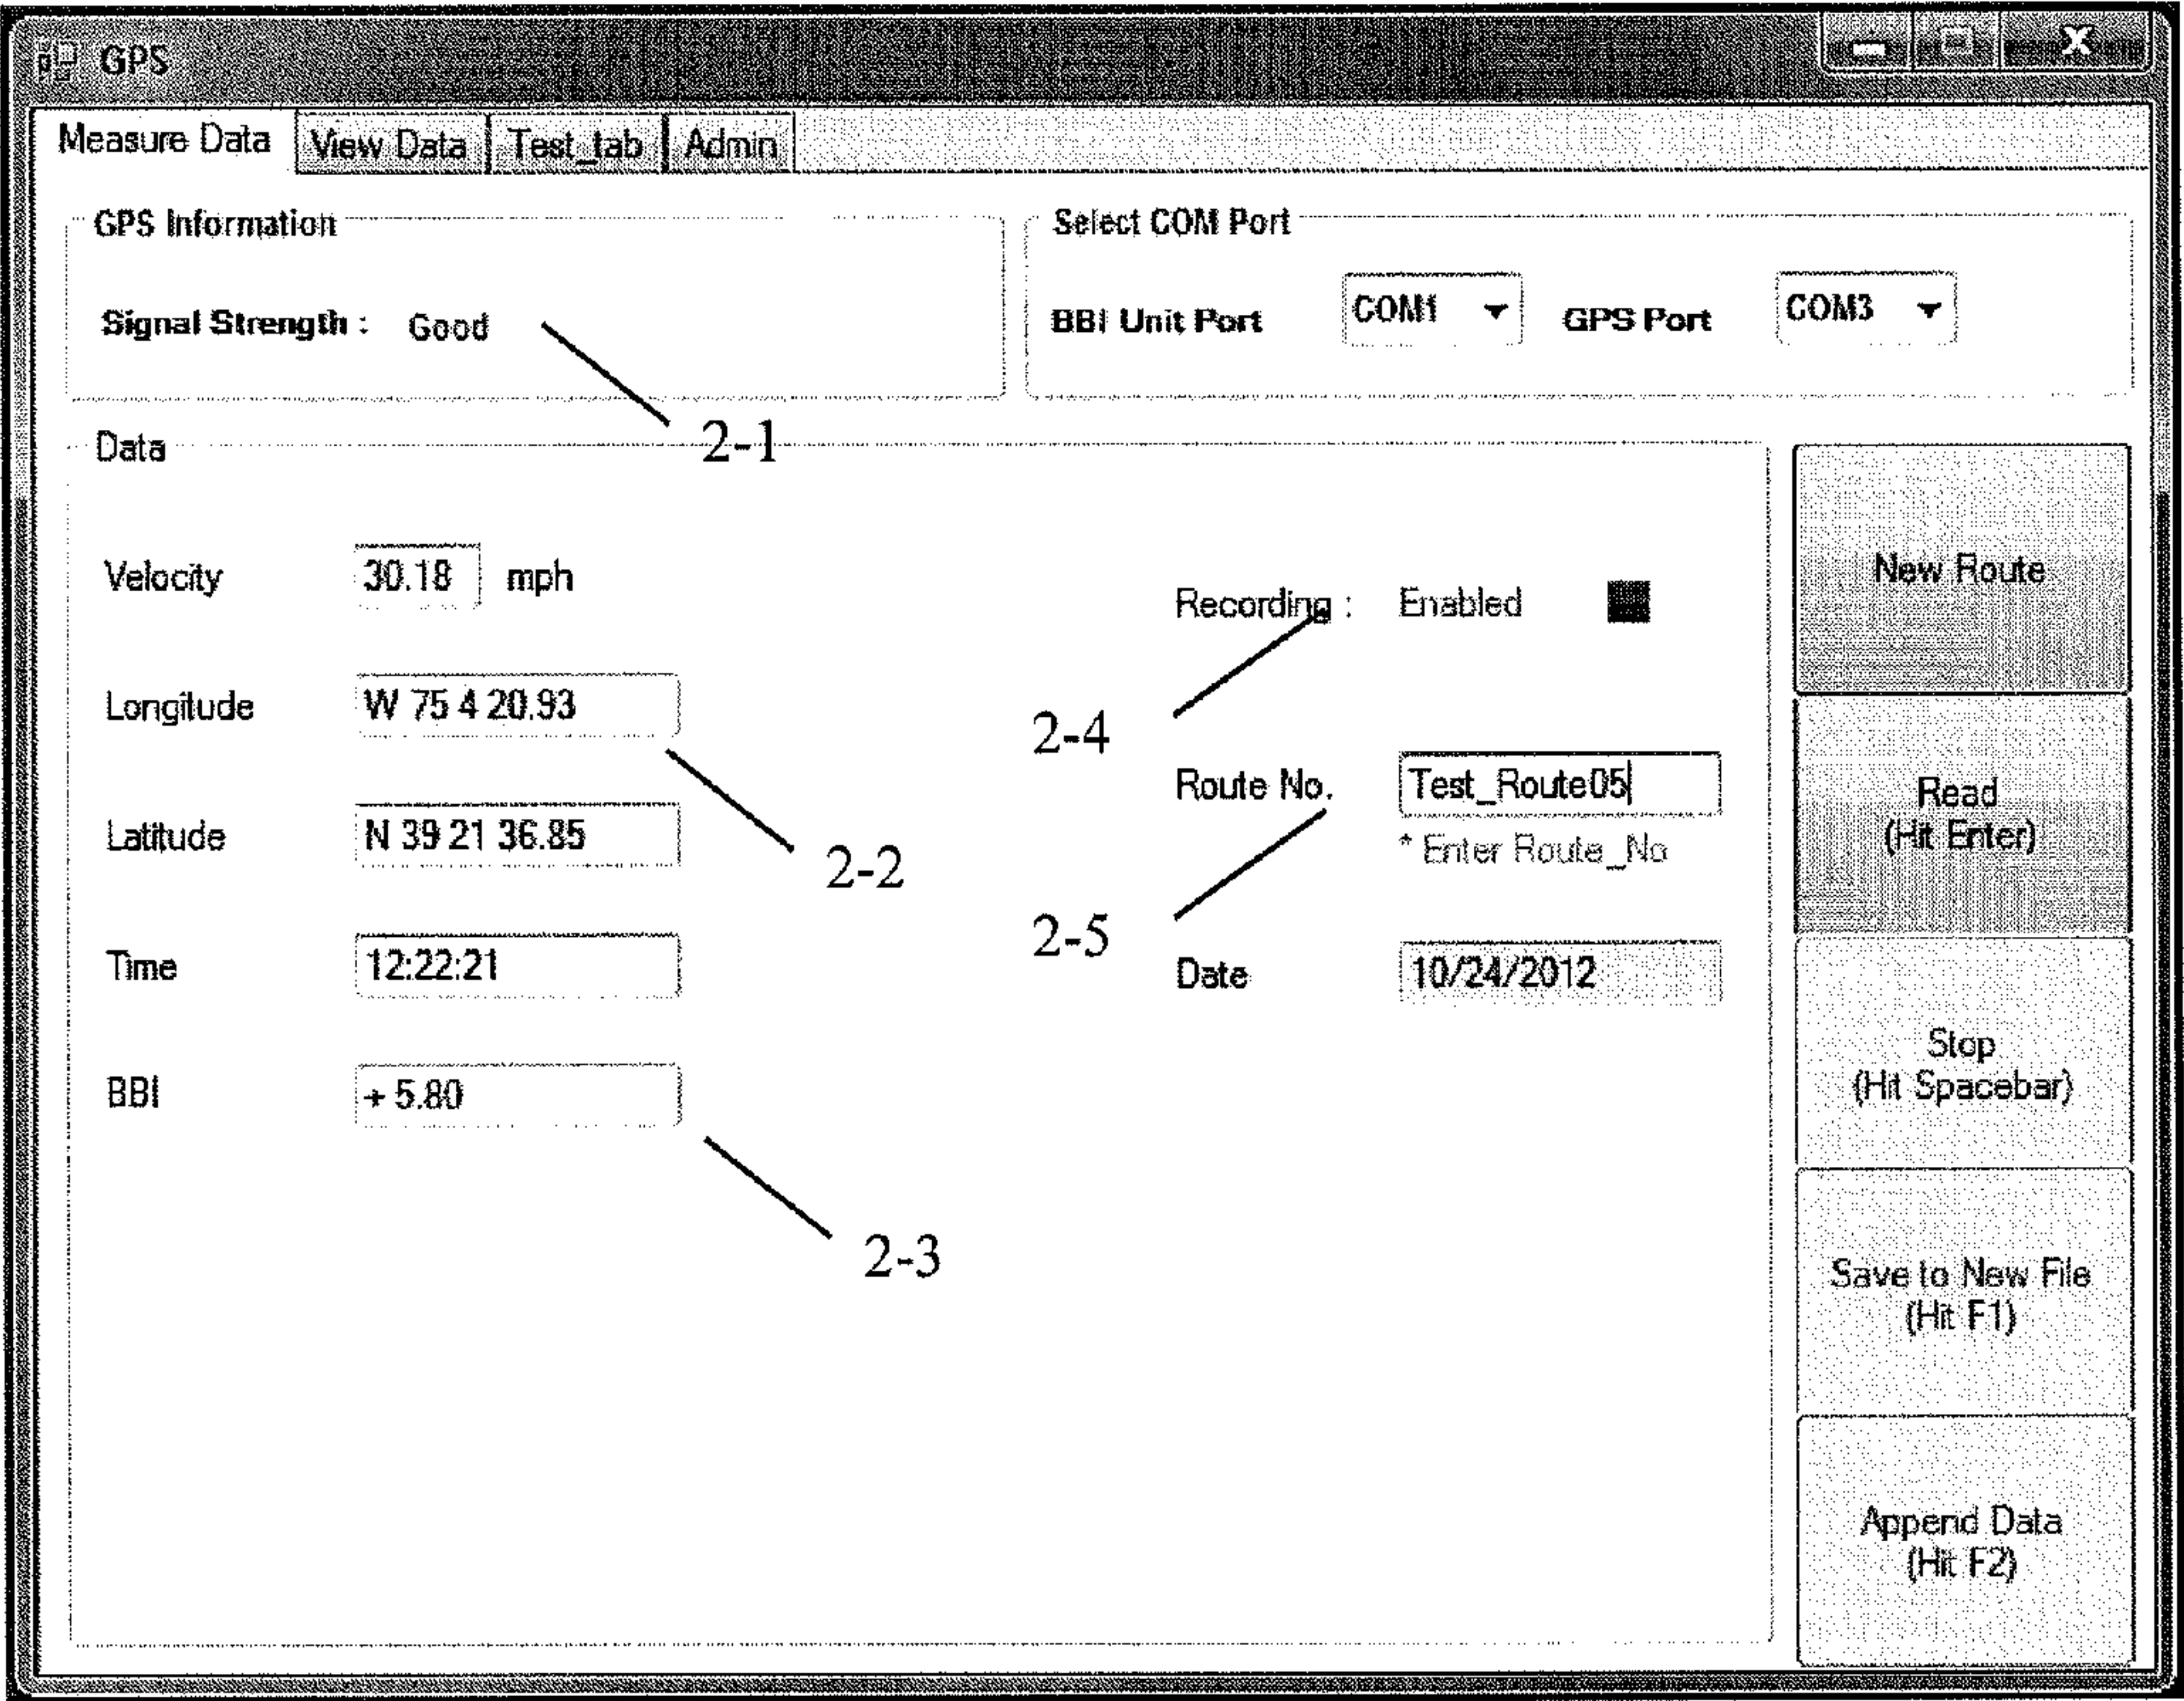 GPS
Measure Data View Data Test_tab Admin
GPS Information
Signal Strength : Good
2-1
Select COM Port
BBI Unit Port COM1 GPS Port COM3
Data
Velocity 30.18 mph
Longitude W 75 4 20.93
2-2
Latitude N 39 21 36.85
Time 12:22:21
BBI + 5.80
2-3
Recording : Enabled
2-4
Route No. Test_Route05
* Enter Route_No
2-5
Date 10/24/2012
New Route
Read
(Hit Enter)
Stop
(Hit Spacebar)
Save to New File
(Hit F1)
Append Data
(Hit F2)